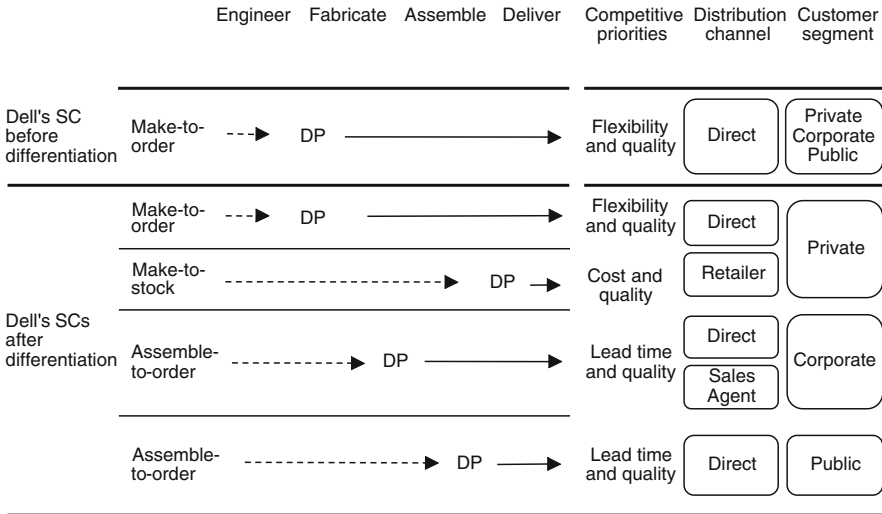 Engineer Fabricate Assemble Deliver Competitive priorities Distribution channel Customer segment
Dell's SC before differentiation
Make-to-order DP Flexibility and quality Direct Private Corporate Public
Dell's SCs after differentiation
Make-to-order DP Flexibility and quality Direct Private
Make-to-stock DP Cost and quality Retailer
Assemble-to-order DP Lead time and quality Direct Sales Agent Corporate
Assemble-to-order DP Lead time and quality Direct Public